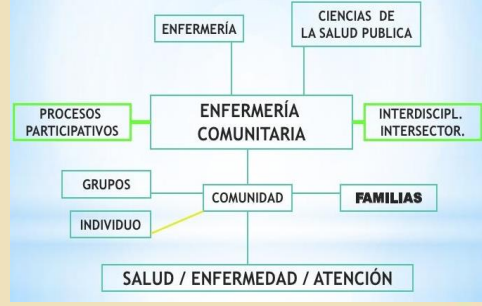 ENFERMERÍA
CIENCIAS DE
LA SALUD PUBLICA
PROCESOS
PARTICIPATIVOS
ENFERMERÍA
COMUNITARIA
INTERDISCIPL.
INTERSECTOR.
GRUPOS
COMUNIDAD
FAMILIAS
INDIVIDUO
SALUD / ENFERMEDAD / ATENCIÓN